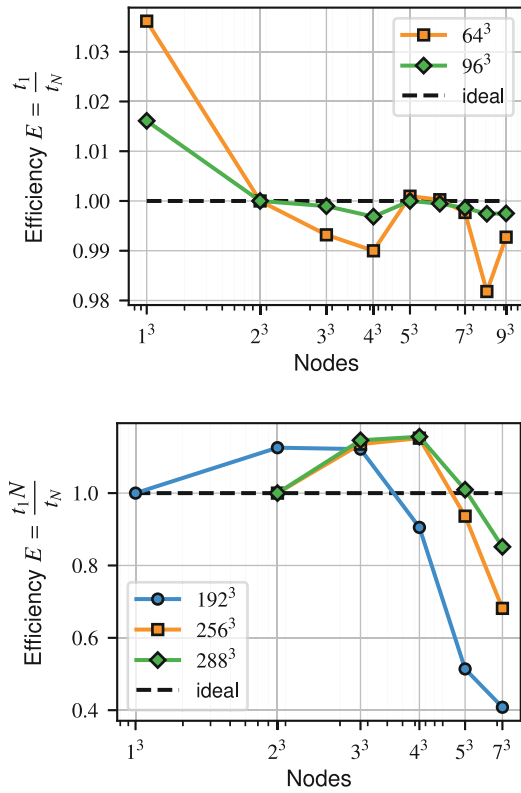 Efficiency E = t₁/t_N
1.03
1.02
1.01
1.00
0.99
0.98
64³
96³
ideal
1³ 2³ 3³ 4³ 5³ 7³ 9³
Nodes
Efficiency E = t₁N/t_N
1.0
0.8
0.6
0.4
192³
256³
288³
ideal
1³ 2³ 3³ 4³ 5³ 7³
Nodes